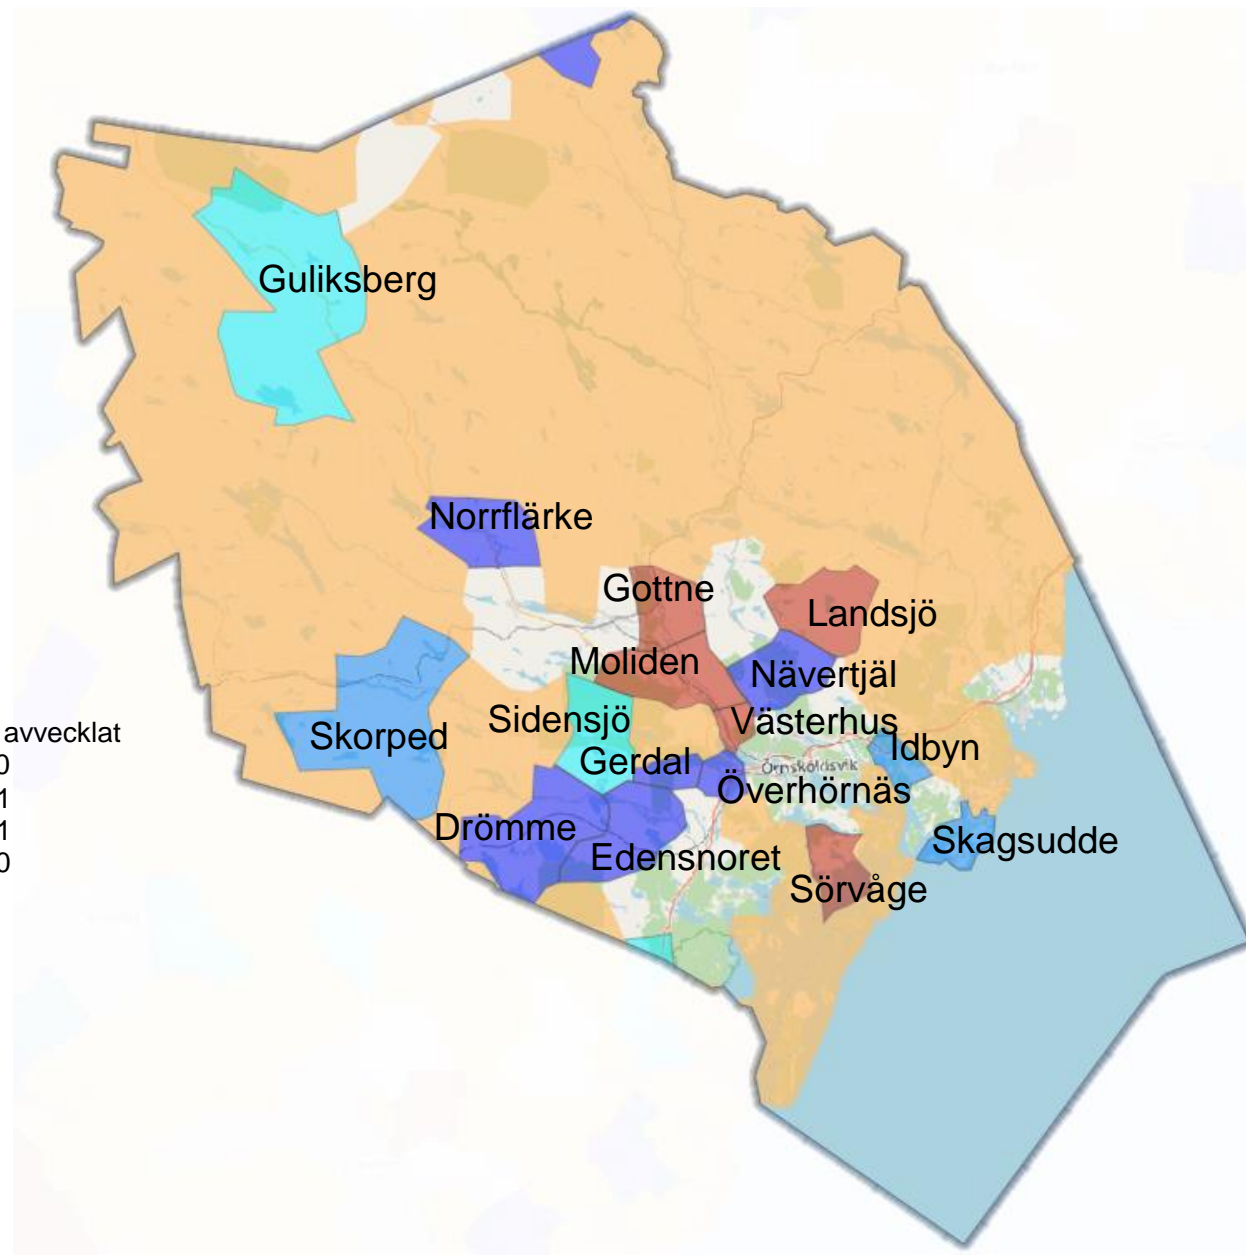 Guliksberg
Norrflärke
Gottne
Landsjö
Moliden
Nävertjäl
Sidensjö
Västerhus
Skorped
Idbyn
avvecklat
Gerdal
Örnsköldsvik
0
Överhörnäs
1
Drömme
1
Edensnoret
Skagsudde
0
Sörvåge